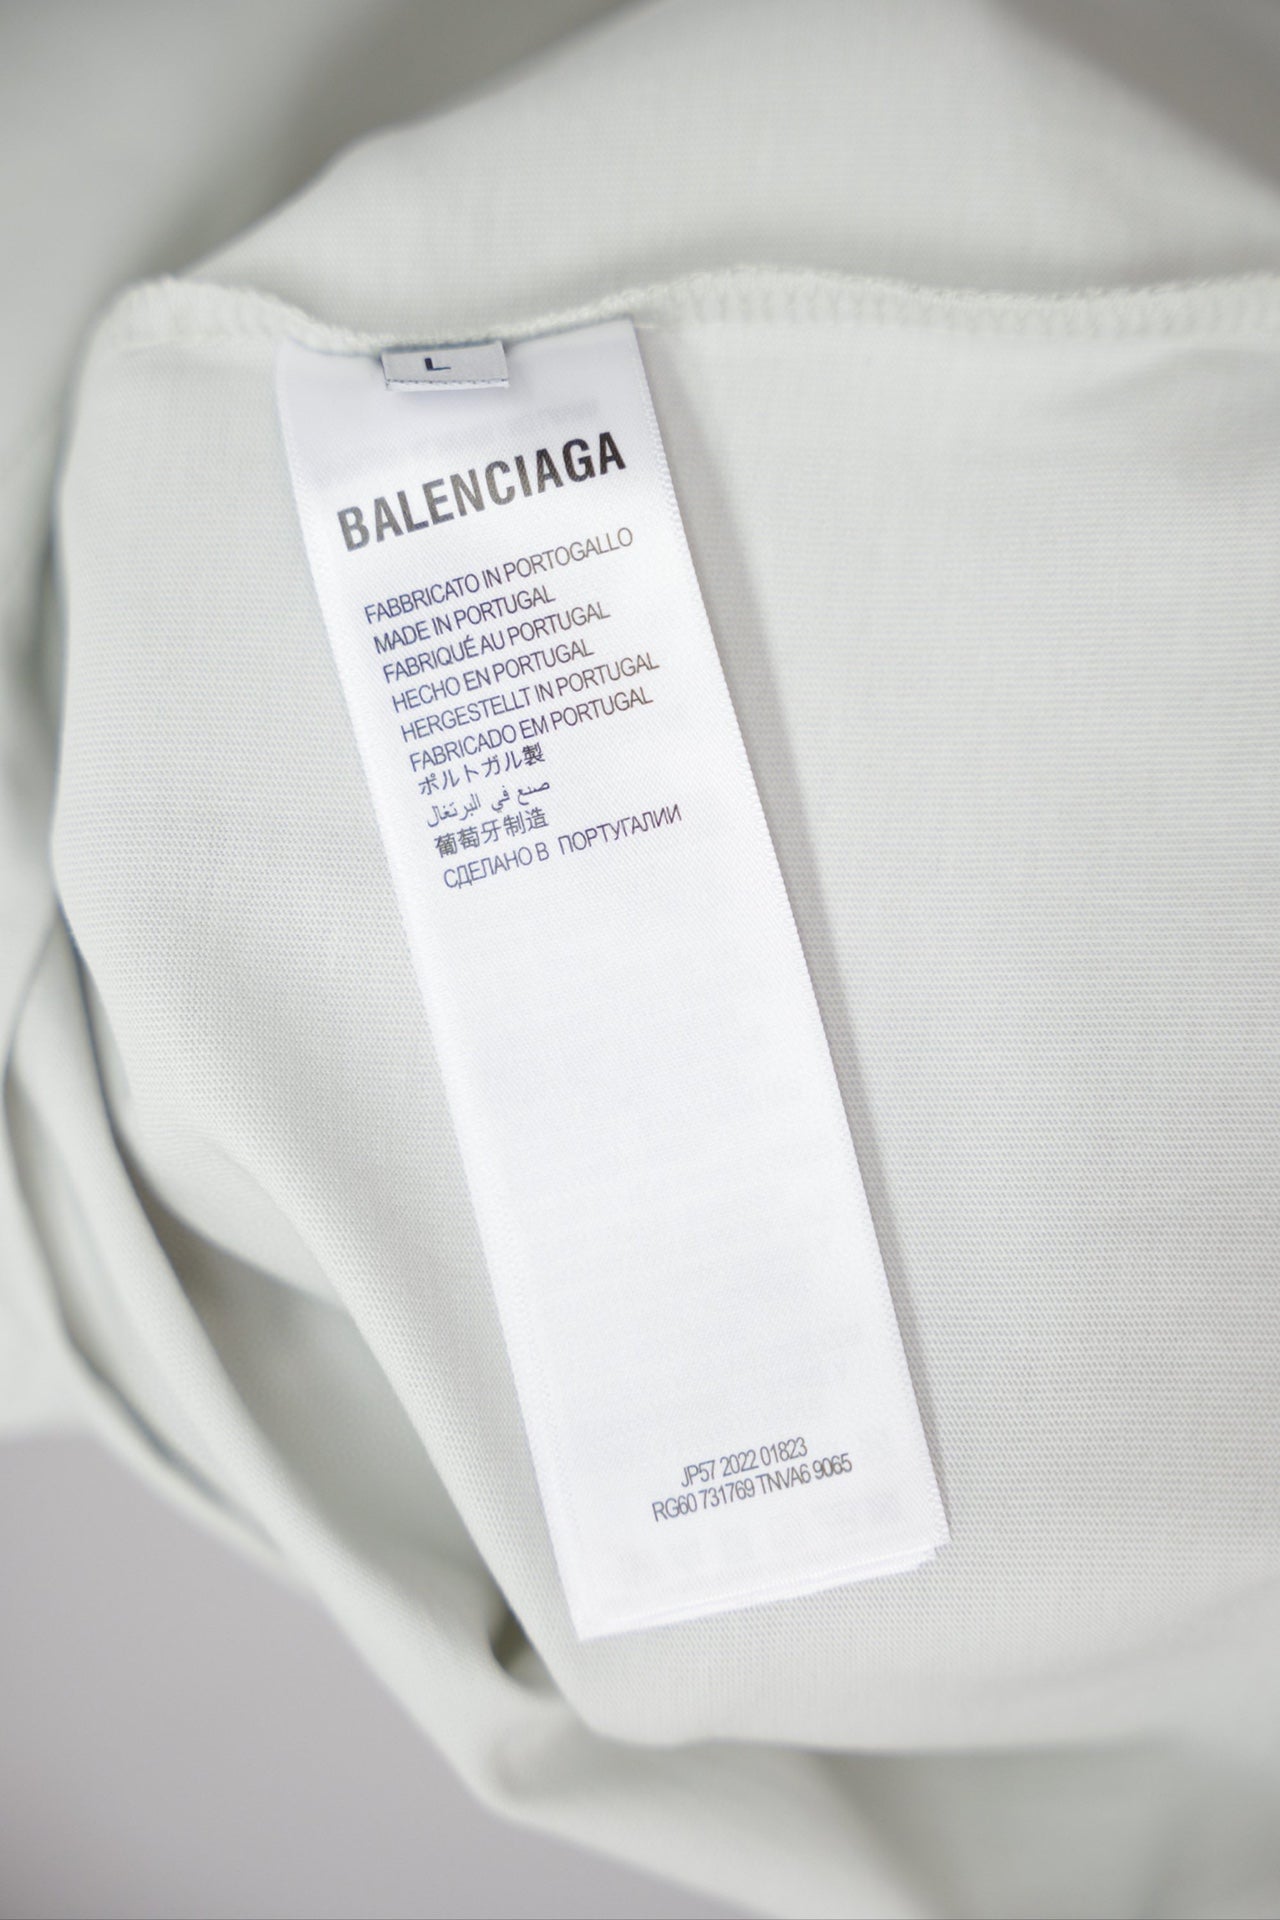 L
BALENCIAGA
FABBRICATO IN PORTOGALLO
MADE IN PORTUGAL
FABRIQUÉ AU PORTUGAL
HECHO EN PORTUGAL
HERGESTELLT IN PORTUGAL
FABRICADO EM PORTUGAL
ポルトガル製
صنع في البرتغال
葡萄牙制造
СДЕЛАНО В ПОРТУГАЛИИ
JP57 2022 01823
RG60 731769 TNVA6 9065